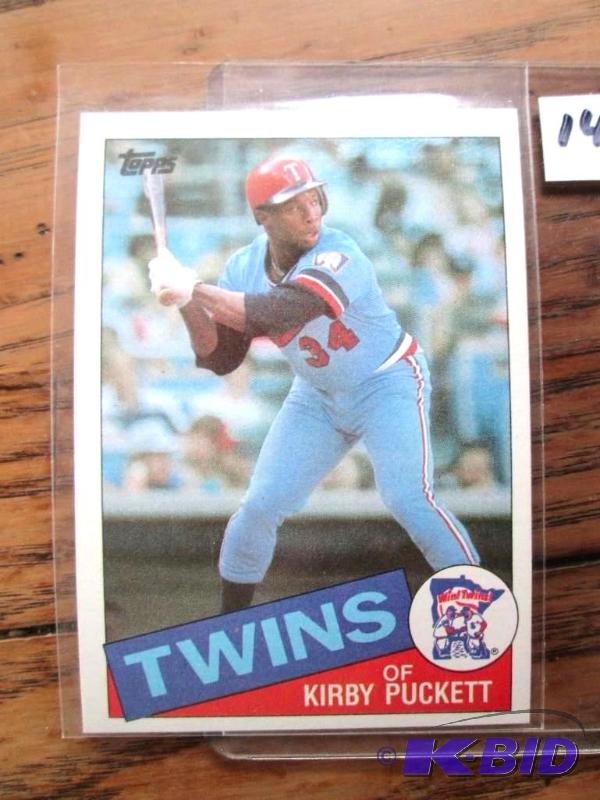 topps
14
T
34
TWINS
Win! Twins!
®
OF
KIRBY PUCKETT
© K-BID